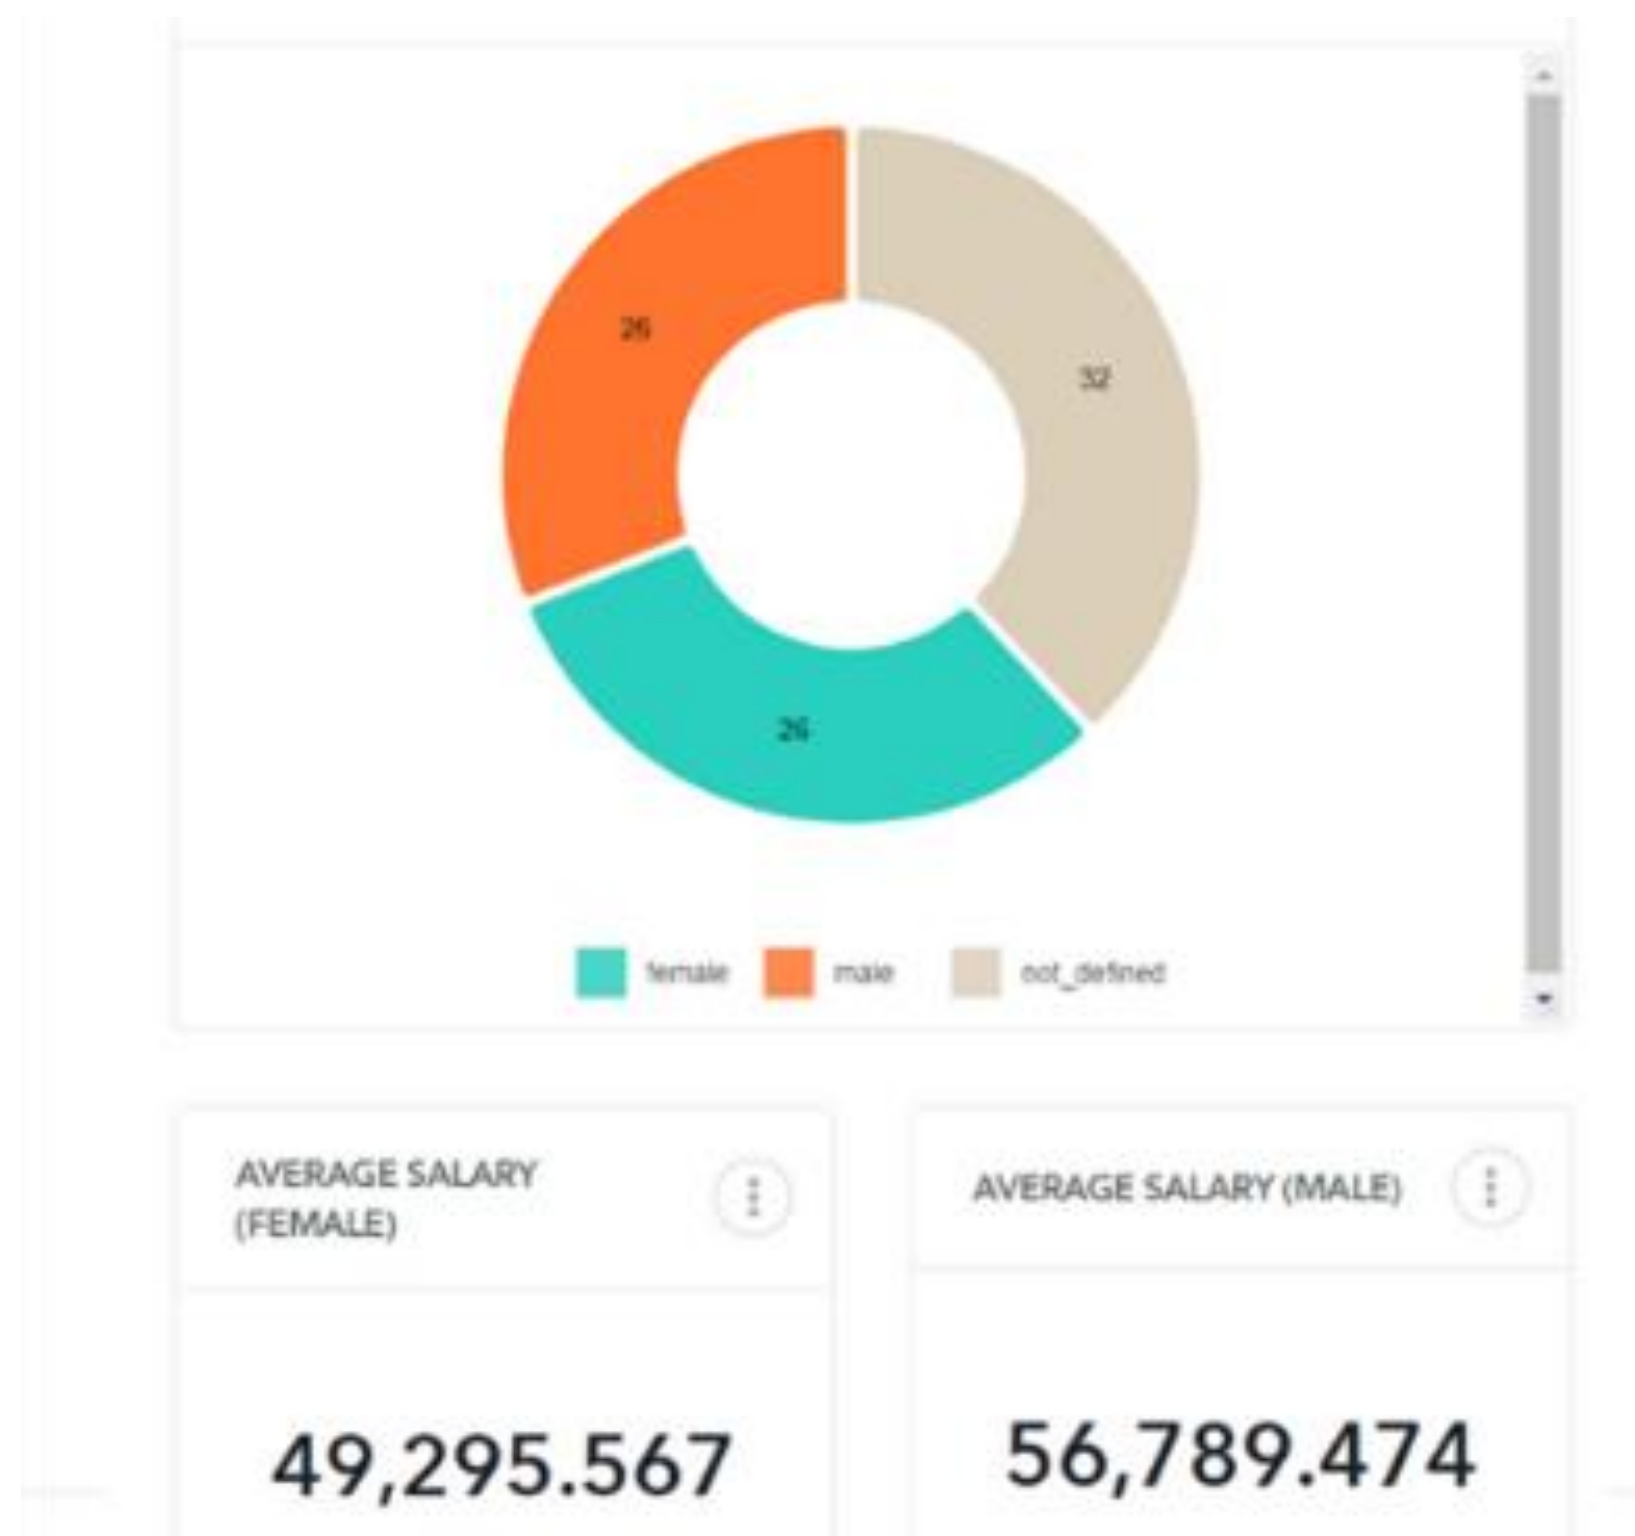 26
32
26
female male not_defined
AVERAGE SALARY
(FEMALE)
AVERAGE SALARY (MALE)
49,295.567
56,789.474